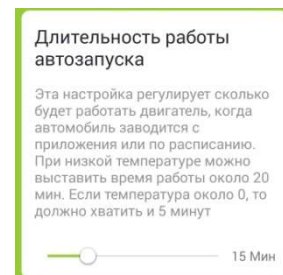 Длительность работы
автозапуска
Эта настройка регулирует сколько
будет работать двигатель, когда
автомобиль заводится с
приложения или по расписанию.
При низкой температуре можно
выставить время работы около 20
мин. Если температура около 0, то
должно хватить и 5 минут
15 Мин